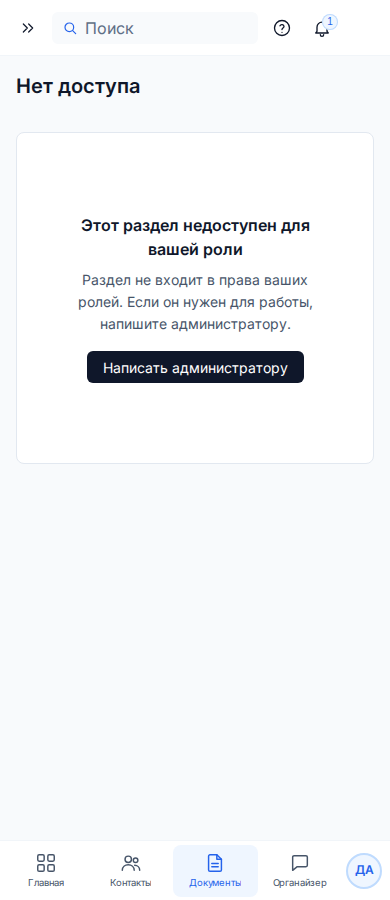 Поиск
1
Нет доступа
Этот раздел недоступен для
вашей роли
Раздел не входит в права ваших
ролей. Если он нужен для работы,
напишите администратору.
Написать администратору
Главная
Контакты
Документы
Органайзер
ДА